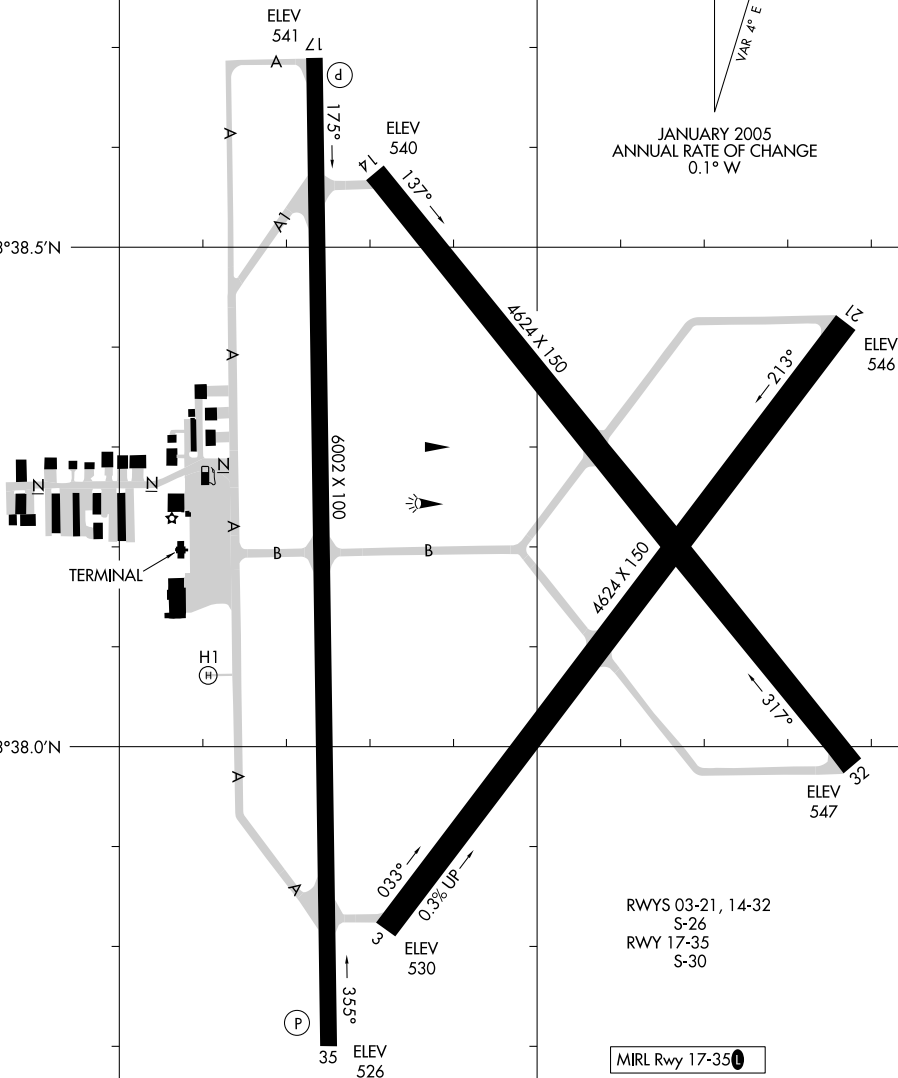 ELEV
541
VAR 4° E
17
A
P
JANUARY 2005
ANNUAL RATE OF CHANGE
0.1° W
175°
A
ELEV
540
14
137°
A1
8°38.5'N
4624 X 150
21
ELEV
546
213°
A
6002 X 100
N
N
N
A
B
B
4624 X 150
TERMINAL
H1
H
317°
8°38.0'N
A
32
ELEV
547
033°
0.3% UP
A
3
ELEV
530
RWYS 03-21, 14-32
S-26
RWY 17-35
S-30
355°
P
35
ELEV
526
MIRL Rwy 17-35 L